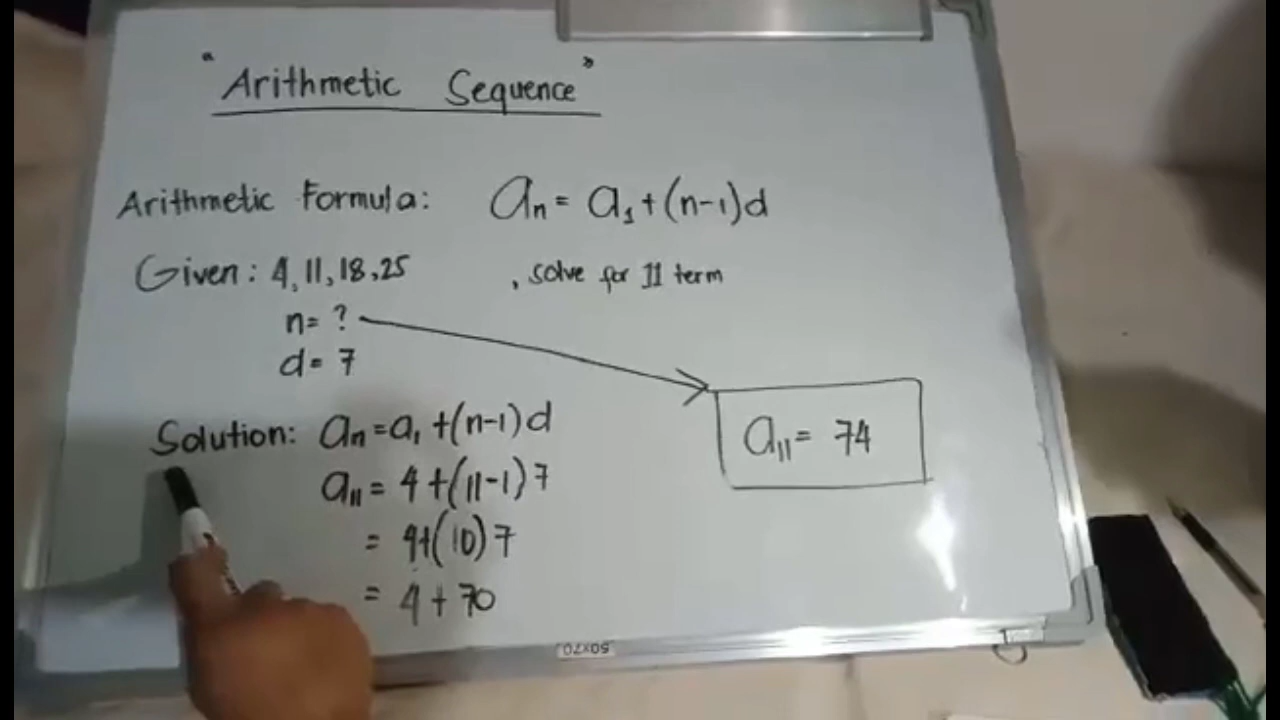 "Arithmetic Sequence"
Arithmetic Formula: aₙ = a₁ + (n-1)d
Given: 4, 11, 18, 25 , solve for 11 term
n = ?
d = 7
Solution: aₙ = a₁ + (n-1)d
a₁₁ = 4 + (11-1)7
= 4+(10)7
= 4 + 70
a₁₁ = 74
50X70